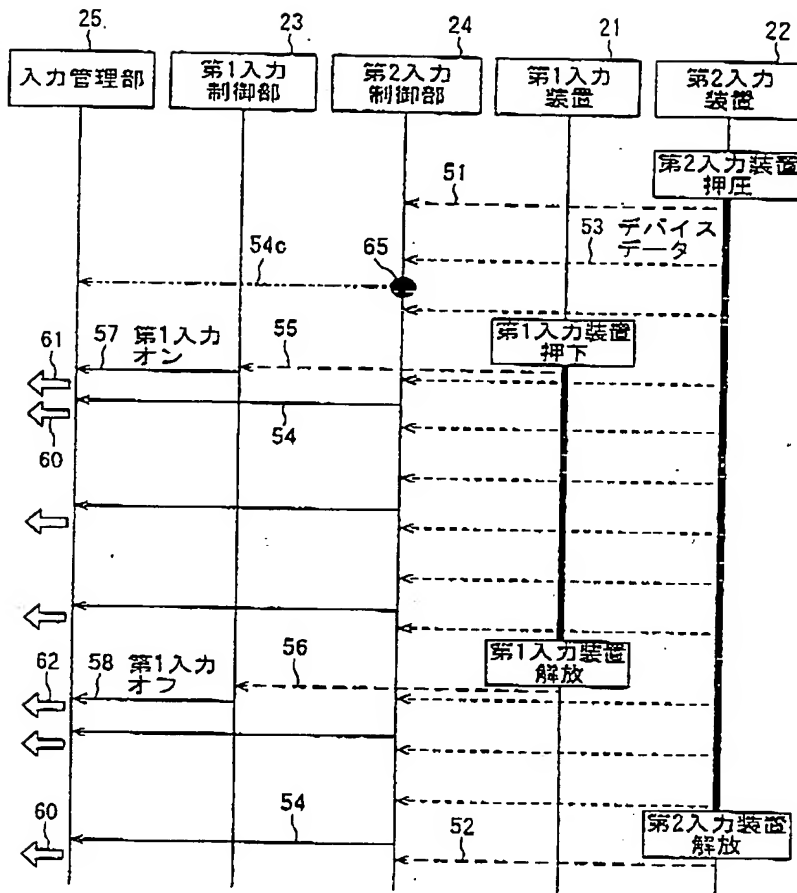 25
23
24
21
22
入力管理部
第1入力
制御部
第2入力
制御部
第1入力
装置
第2入力
装置
第2入力装置
押圧
51
53 デバイス
データ
54c
65
第1入力装置
押下
61
57 第1入力
オン
55
54
60
第1入力装置
解放
62
58 第1入力
オフ
56
60
54
52
第2入力装置
解放